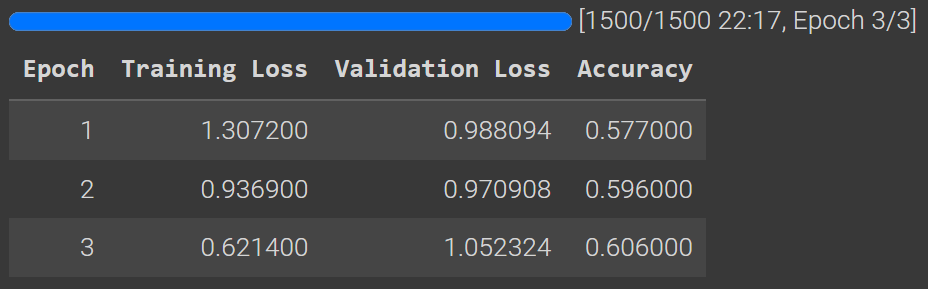 [1500/1500 22:17, Epoch 3/3]
Epoch Training Loss Validation Loss Accuracy
1 1.307200 0.988094 0.577000
2 0.936900 0.970908 0.596000
3 0.621400 1.052324 0.606000